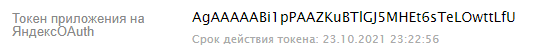 Токен приложения на
ЯндексOAuth
AgAAAAABi1pPAAZKuBTlGJ5MHEt6sTeLOwttLfU
Срок действия токена: 23.10.2021 23:22:56